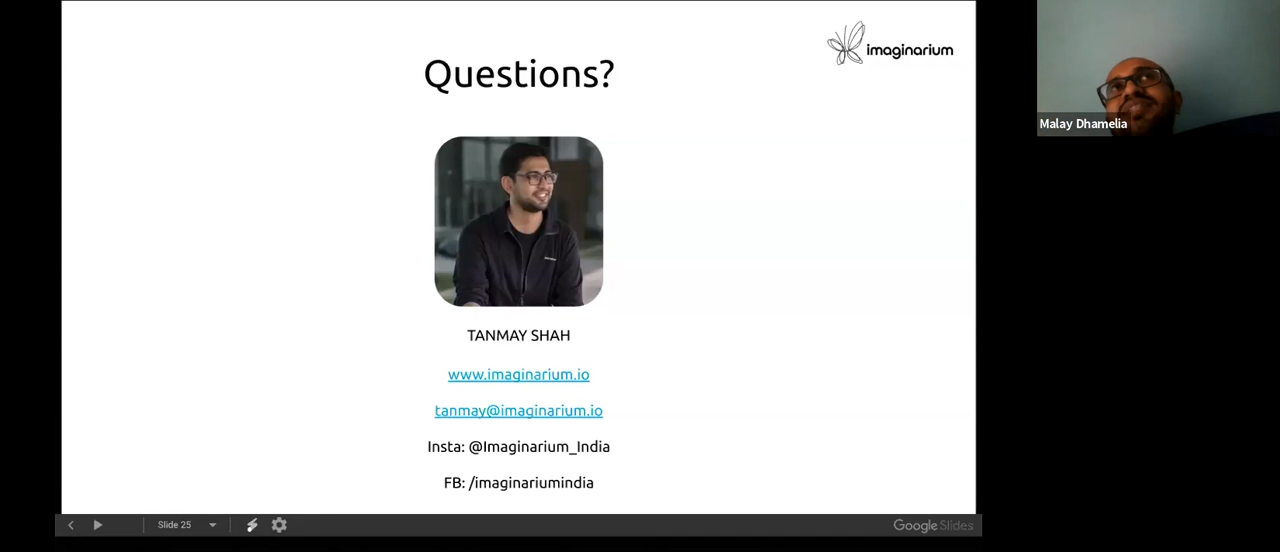 imaginarium
Questions?
Malay Dhamelia
TANMAY SHAH
www.imaginarium.io
tanmay@imaginarium.io
Insta: @Imaginarium_India
FB: /imaginariumindia
Slide 25
Google Slides